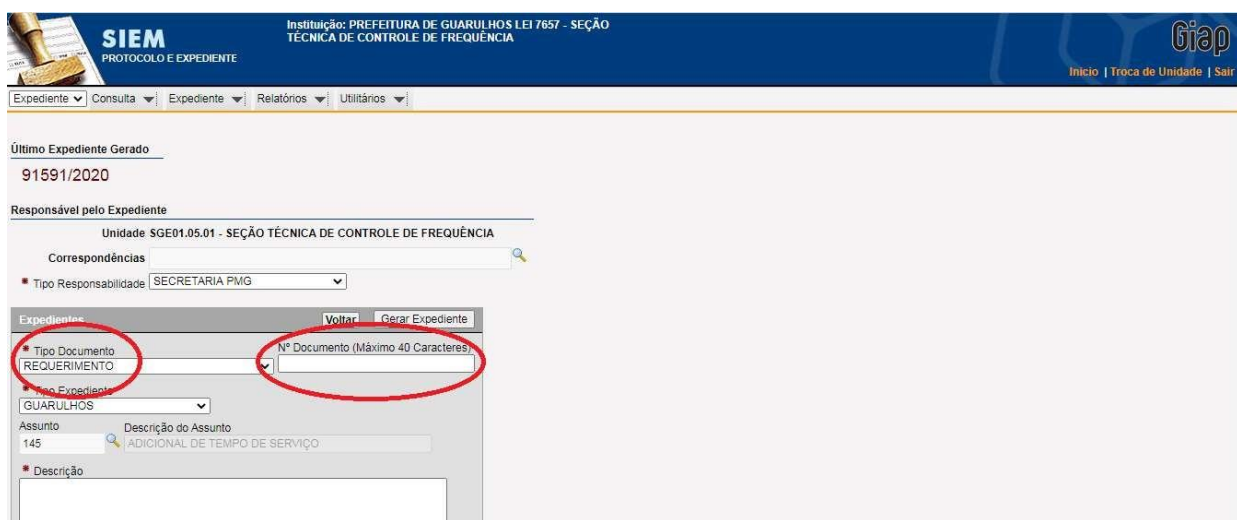 SIEM
PROTOCOLO E EXPEDIENTE
Instituição: PREFEITURA DE GUARULHOS LEI 7657 - SEÇÃO
TÉCNICA DE CONTROLE DE FREQUÊNCIA
Giap
Inicio | Troca de Unidade | Sair
Expediente Consulta Expediente Relatórios Utilitários
Último Expediente Gerado
91591/2020
Responsável pelo Expediente
Unidade SGE01.05.01 - SEÇÃO TÉCNICA DE CONTROLE DE FREQUÊNCIA
Correspondências
* Tipo Responsabilidade SECRETARIA PMG
Expedientes Voltar Gerar Expediente
* Tipo Documento Nº Documento (Máximo 40 Caracteres)
REQUERIMENTO
* Tipo Expediente
GUARULHOS
Assunto Descrição do Assunto
145 ADICIONAL DE TEMPO DE SERVIÇO
* Descrição